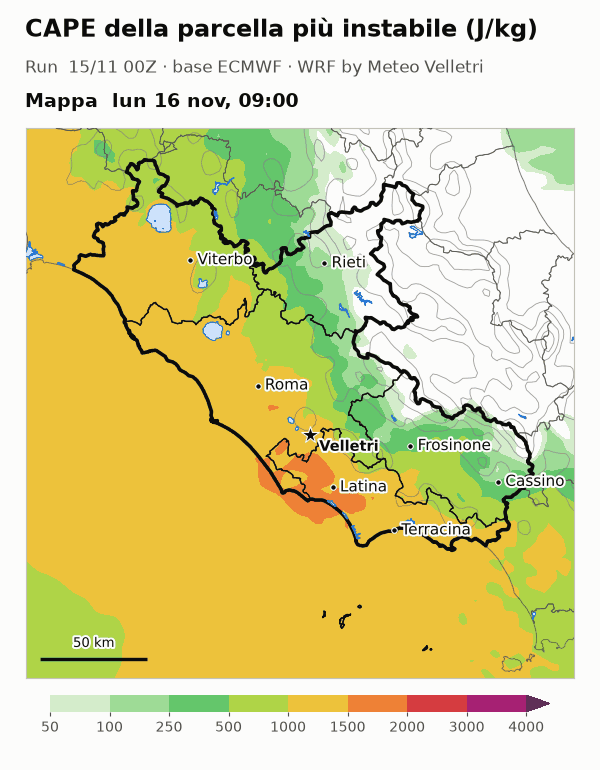 CAPE della parcella più instabile (J/kg)
Run  15/11 00Z · base ECMWF · WRF by Meteo Velletri
Mappa  lun 16 nov, 09:00
Viterbo
Rieti
Roma
Velletri
Frosinone
Cassino
Latina
Terracina
50 km
50 100 250 500 1000 1500 2000 3000 4000